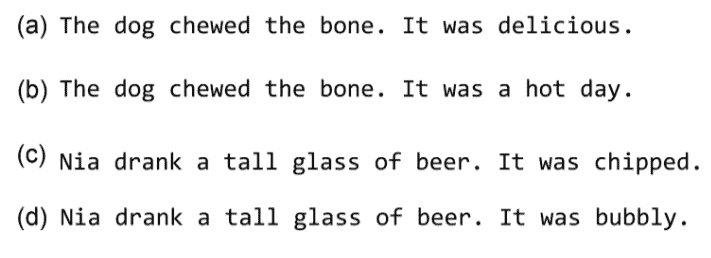 (a) The dog chewed the bone. It was delicious.
(b) The dog chewed the bone. It was a hot day.
(c) Nia drank a tall glass of beer. It was chipped.
(d) Nia drank a tall glass of beer. It was bubbly.